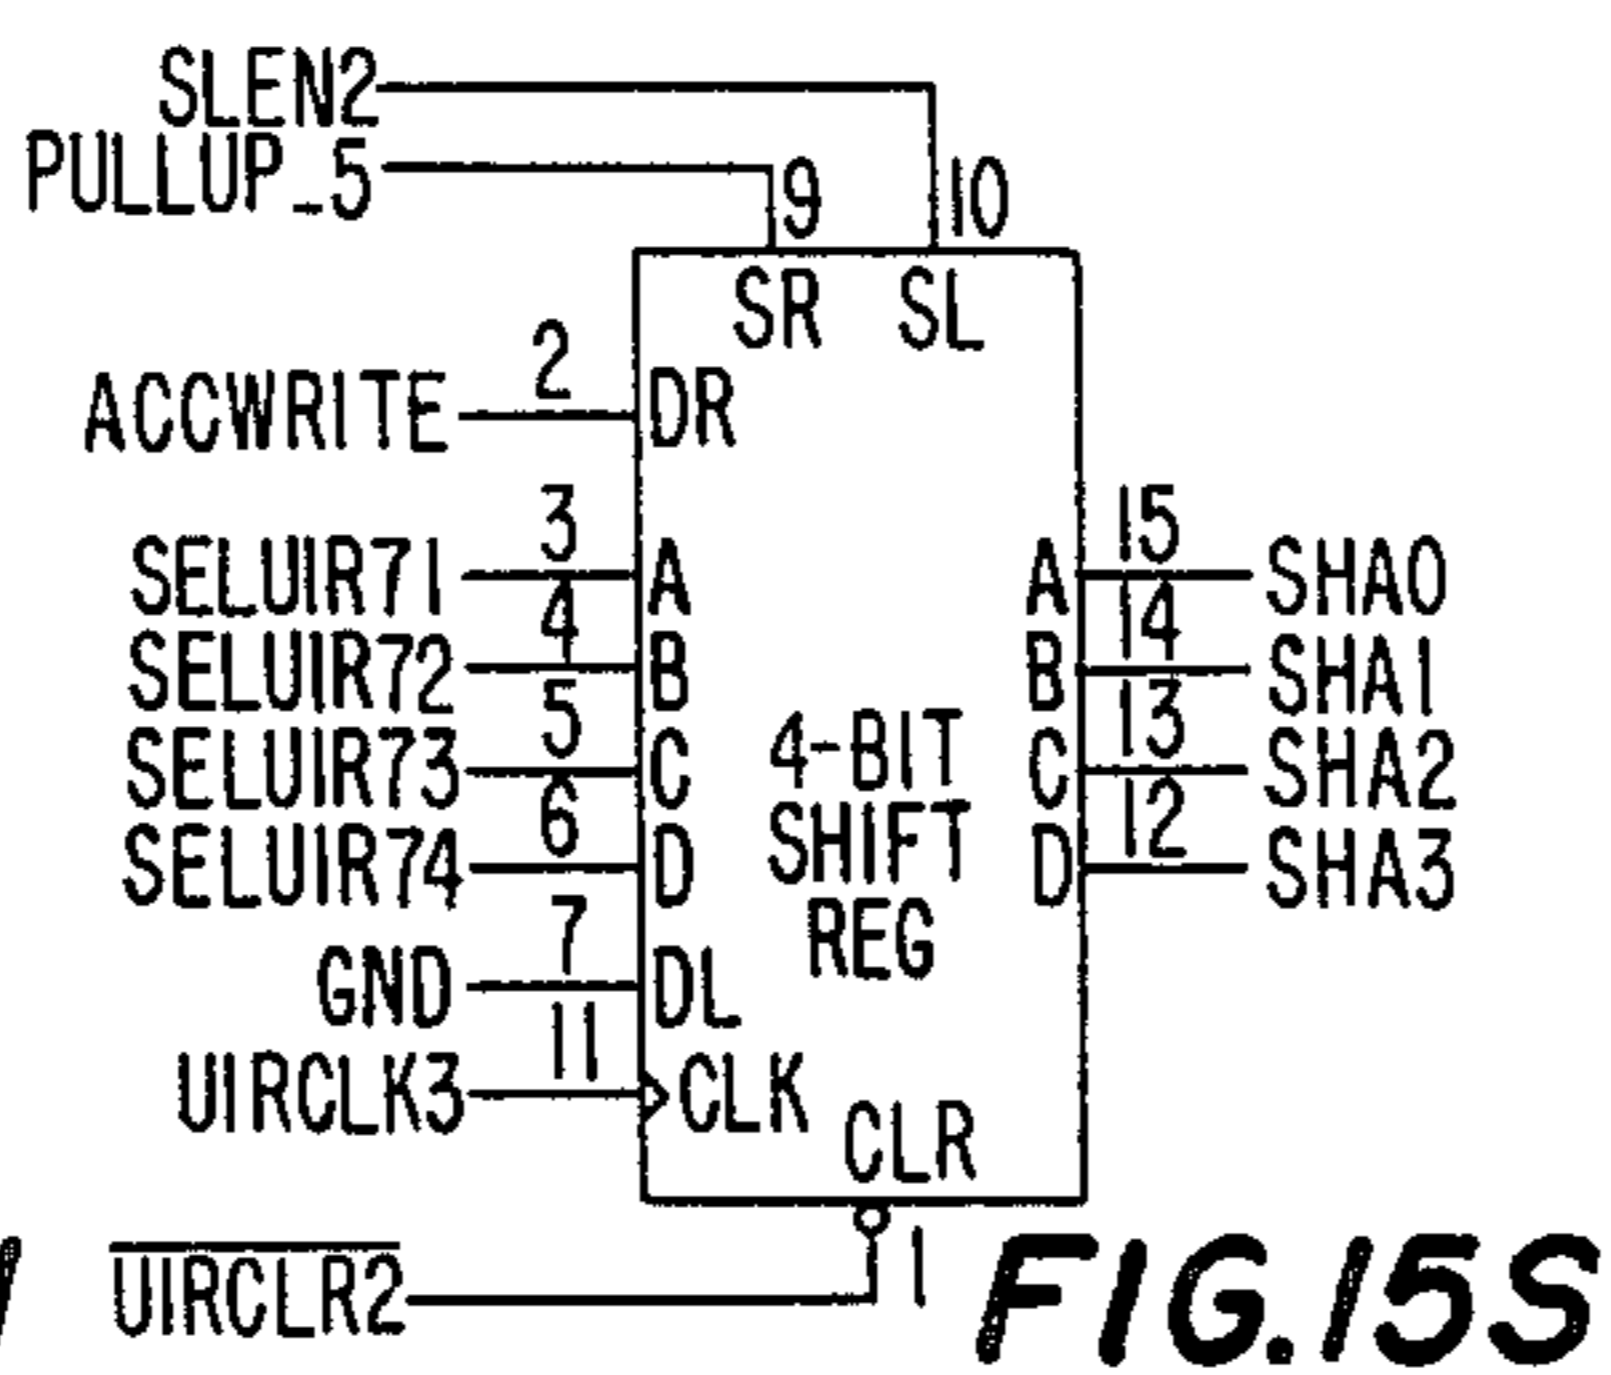 SLEN2
PULLUP_5
9
10
SR SL
2
ACCWRITE
DR
3
SELUIR71
A
A
15
SHA0
4
SELUIR72
B
B
14
SHA1
5
SELUIR73
C
C
13
SHA2
6
SELUIR74
D
D
12
SHA3
4-BIT
SHIFT
REG
7
GND
DL
11
UIRCLK3
CLK
CLR
1
UIRCLR2
FIG.15S